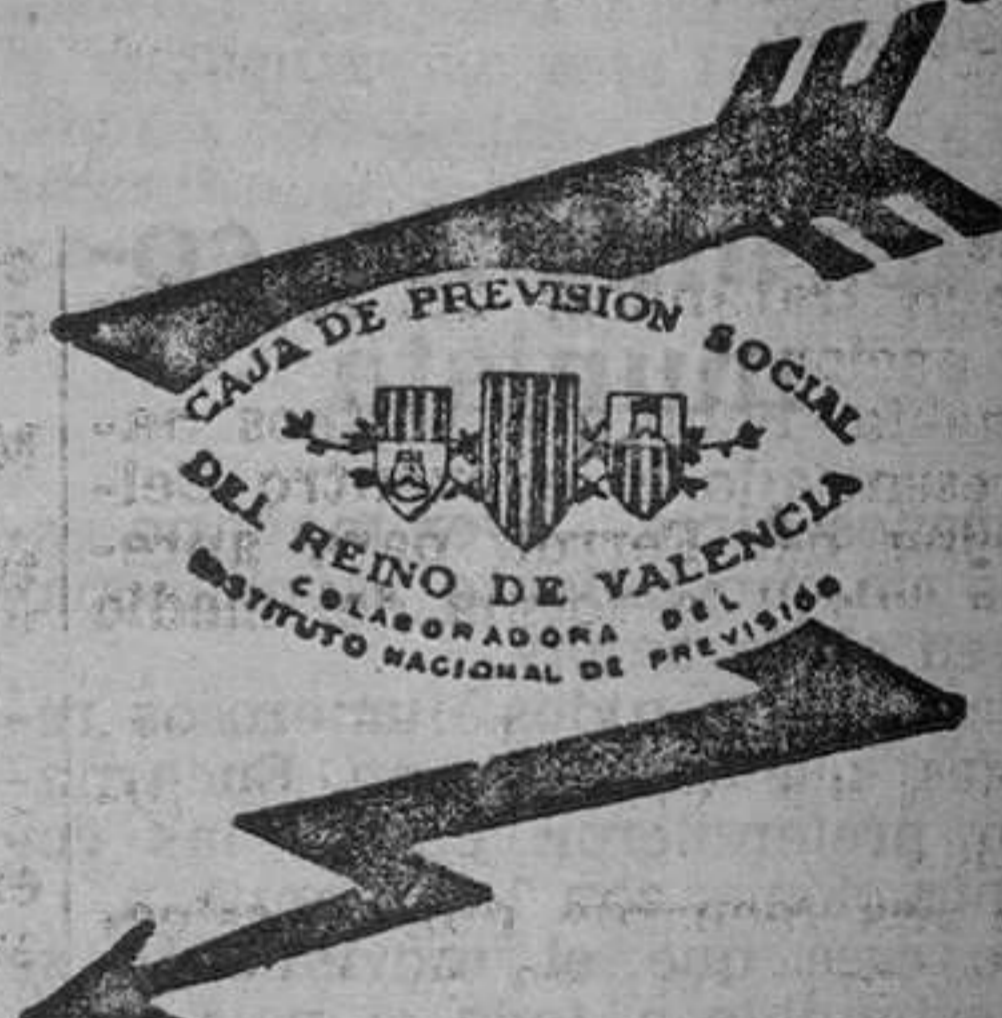 CAJA DE PREVISION SOCIAL
DEL REINO DE VALENCIA
COLABORADORA DEL
INSTITUTO NACIONAL DE PREVISIÓN